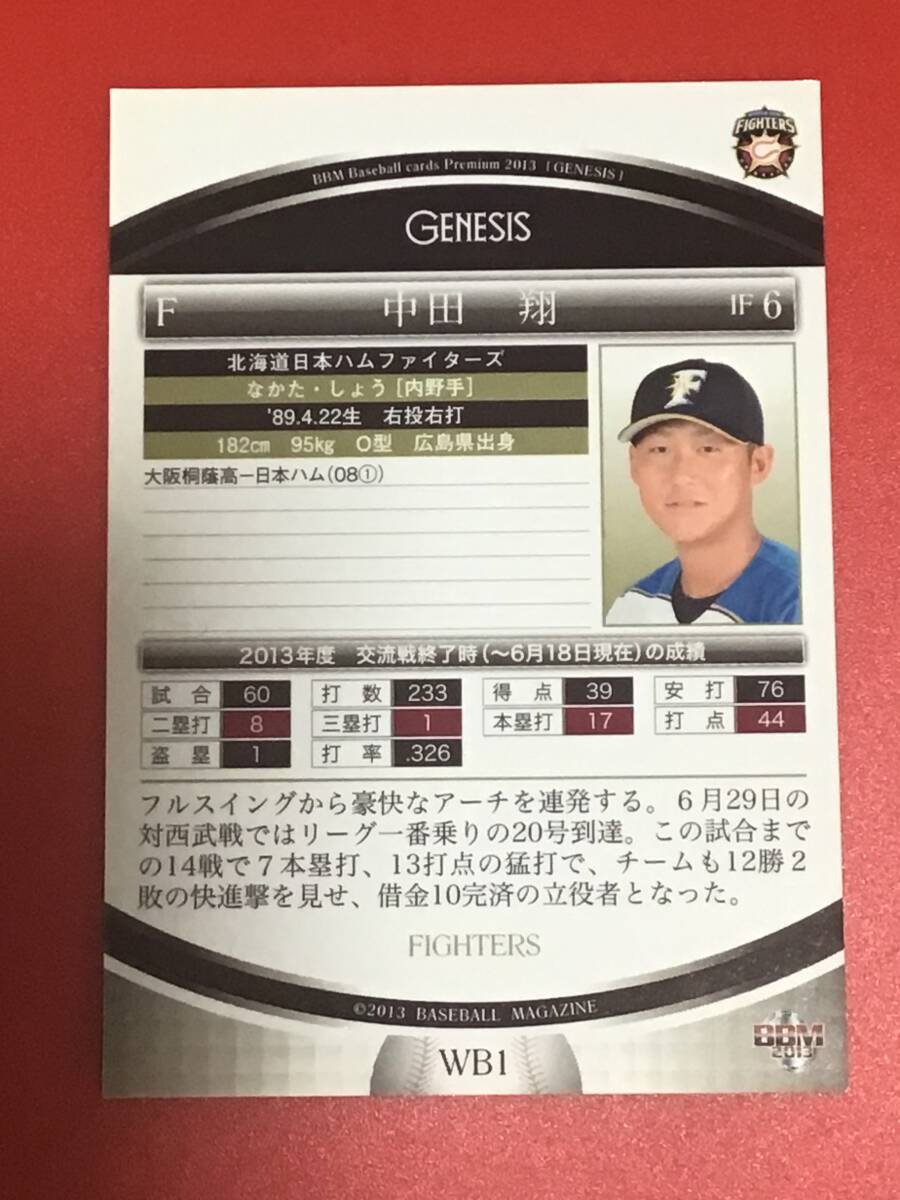 FIGHTERS
BBM Baseball cards Premium 2013 [GENESIS]
GENESIS
F 中田 翔 IF 6
北海道日本ハムファイターズ
なかた・しょう [内野手]
'89.4.22生 右投右打
182cm 95kg O型 広島県出身
大阪桐蔭高ー日本ハム(08①)
2013年度 交流戦終了時(〜6月18日現在)の成績
試合 60 打数 233 得点 39 安打 76
二塁打 8 三塁打 1 本塁打 17 打点 44
盗塁 1 打率 .326
フルスイングから豪快なアーチを連発する。6月29日の
対西武戦ではリーグ一番乗りの20号到達。この試合まで
の14戦で7本塁打、13打点の猛打で、チームも12勝2
敗の快進撃を見せ、借金10完済の立役者となった。
FIGHTERS
©2013 BASEBALL MAGAZINE
WB1
BBM
2013